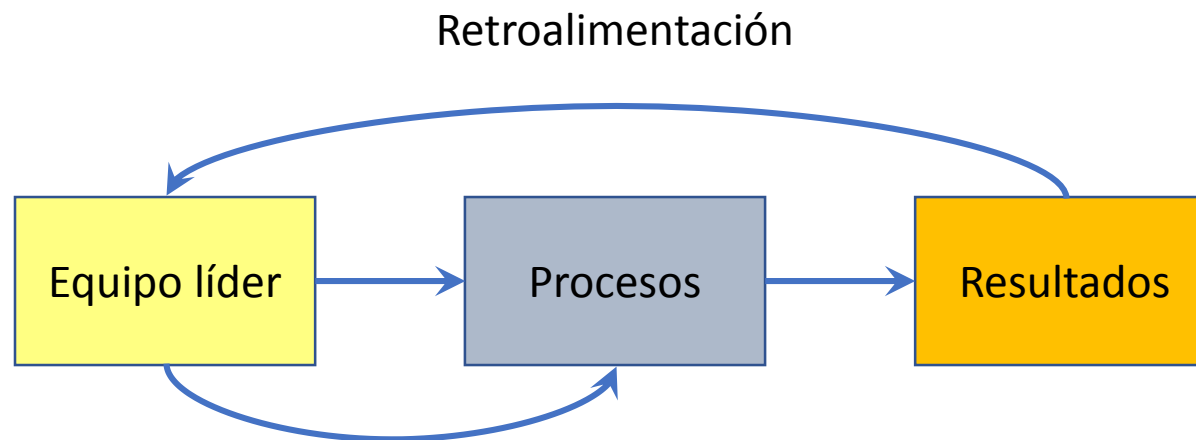 Retroalimentación
Equipo líder
Procesos
Resultados